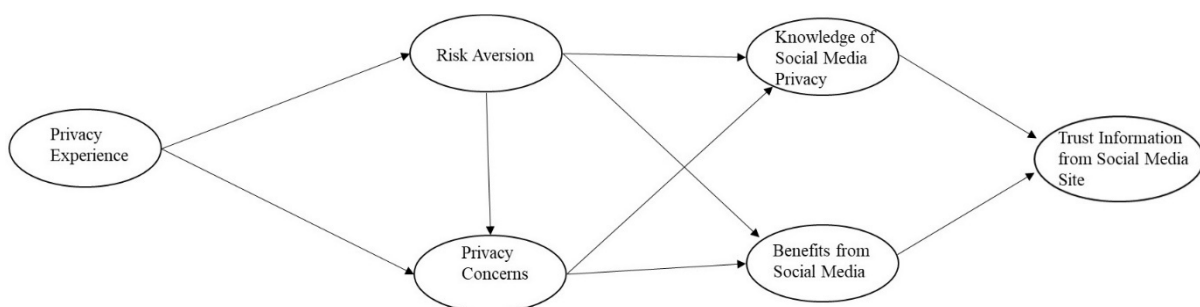 Privacy
Experience
Risk Aversion
Privacy
Concerns
Knowledge of
Social Media
Privacy
Benefits from
Social Media
Trust Information
from Social Media
Site